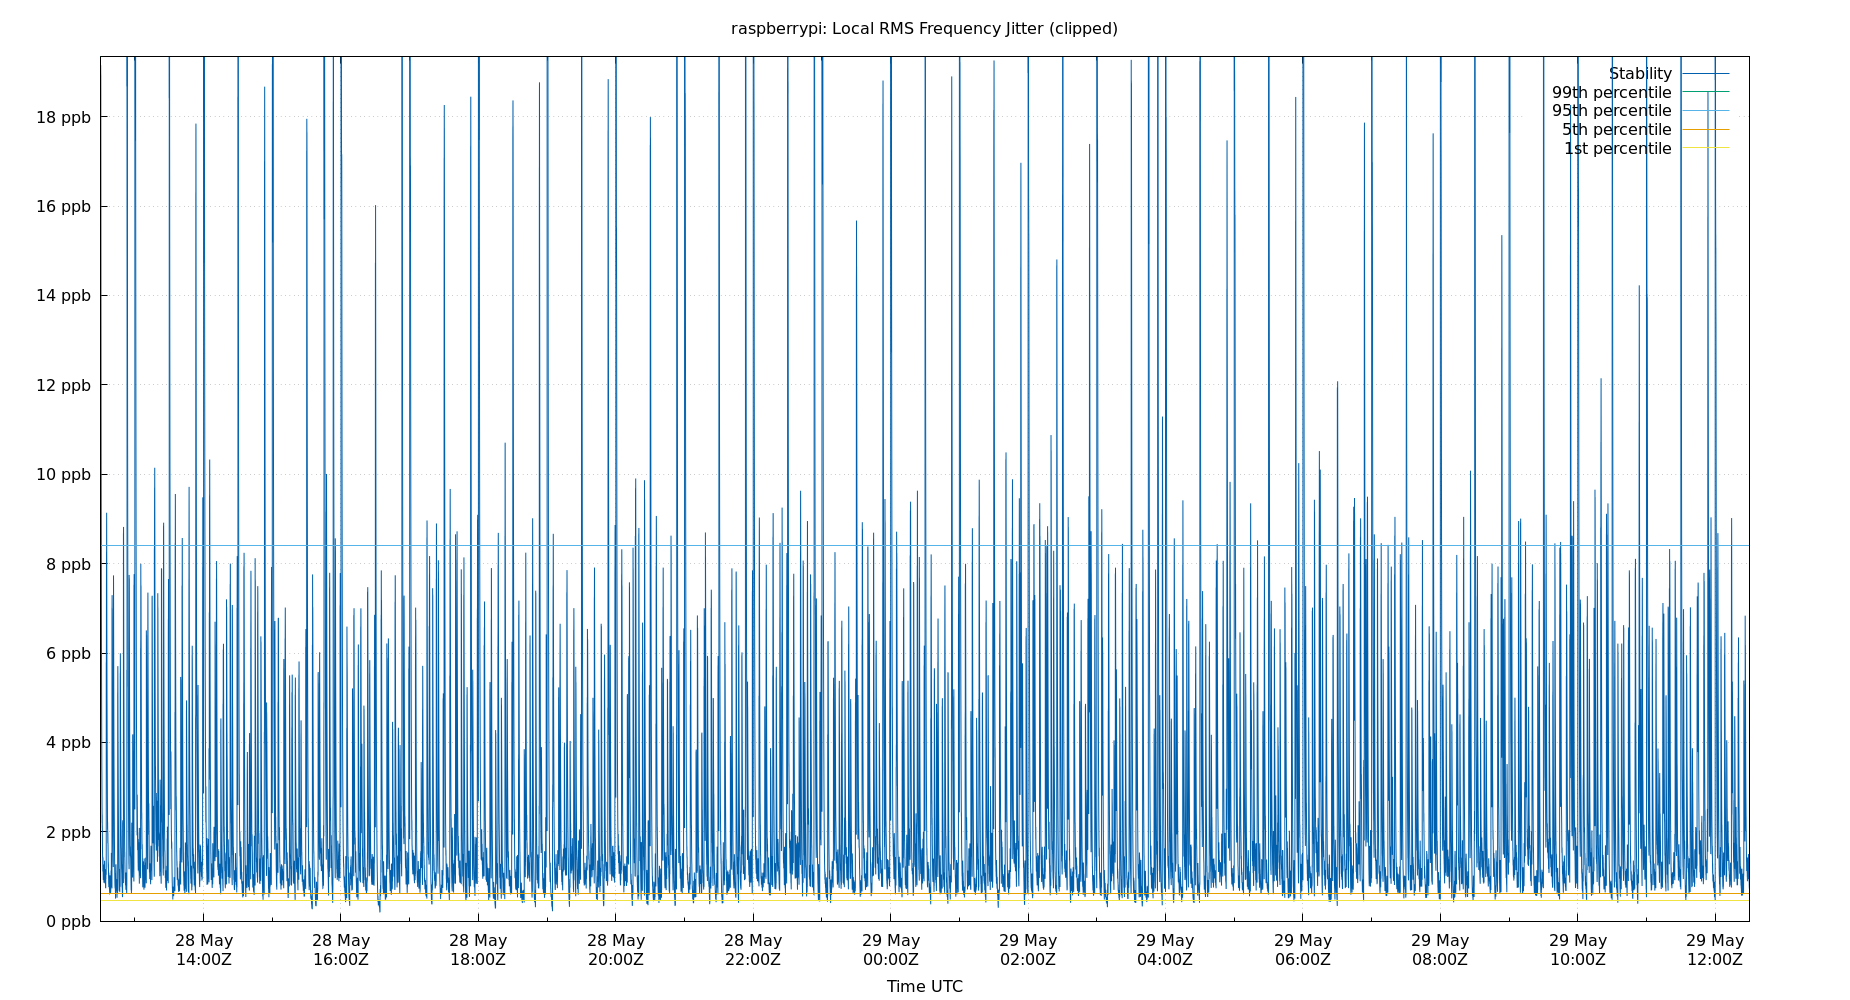 raspberrypi: Local RMS Frequency Jitter (clipped)
Stability
99th percentile
95th percentile
5th percentile
1st percentile
18 ppb
16 ppb
14 ppb
12 ppb
10 ppb
8 ppb
6 ppb
4 ppb
2 ppb
0 ppb
28 May 28 May 28 May 28 May 28 May 29 May 29 May 29 May 29 May 29 May 29 May 29 May
14:00Z 16:00Z 18:00Z 20:00Z 22:00Z 00:00Z 02:00Z 04:00Z 06:00Z 08:00Z 10:00Z 12:00Z
Time UTC